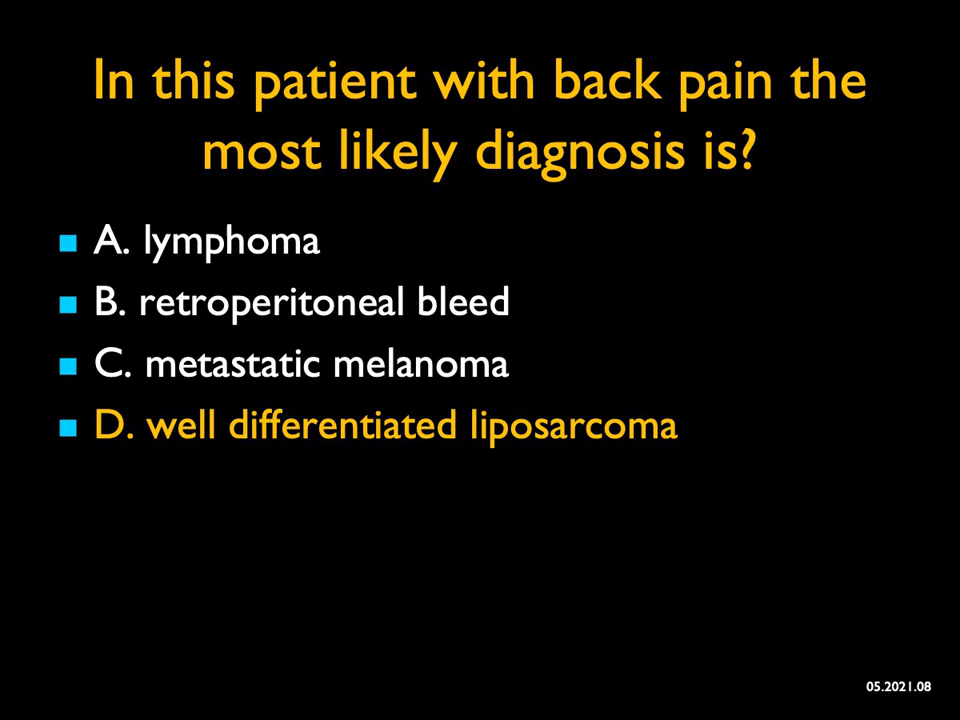 In this patient with back pain the
most likely diagnosis is?
A. lymphoma
B. retroperitoneal bleed
C. metastatic melanoma
D. well differentiated liposarcoma
05.2021.08